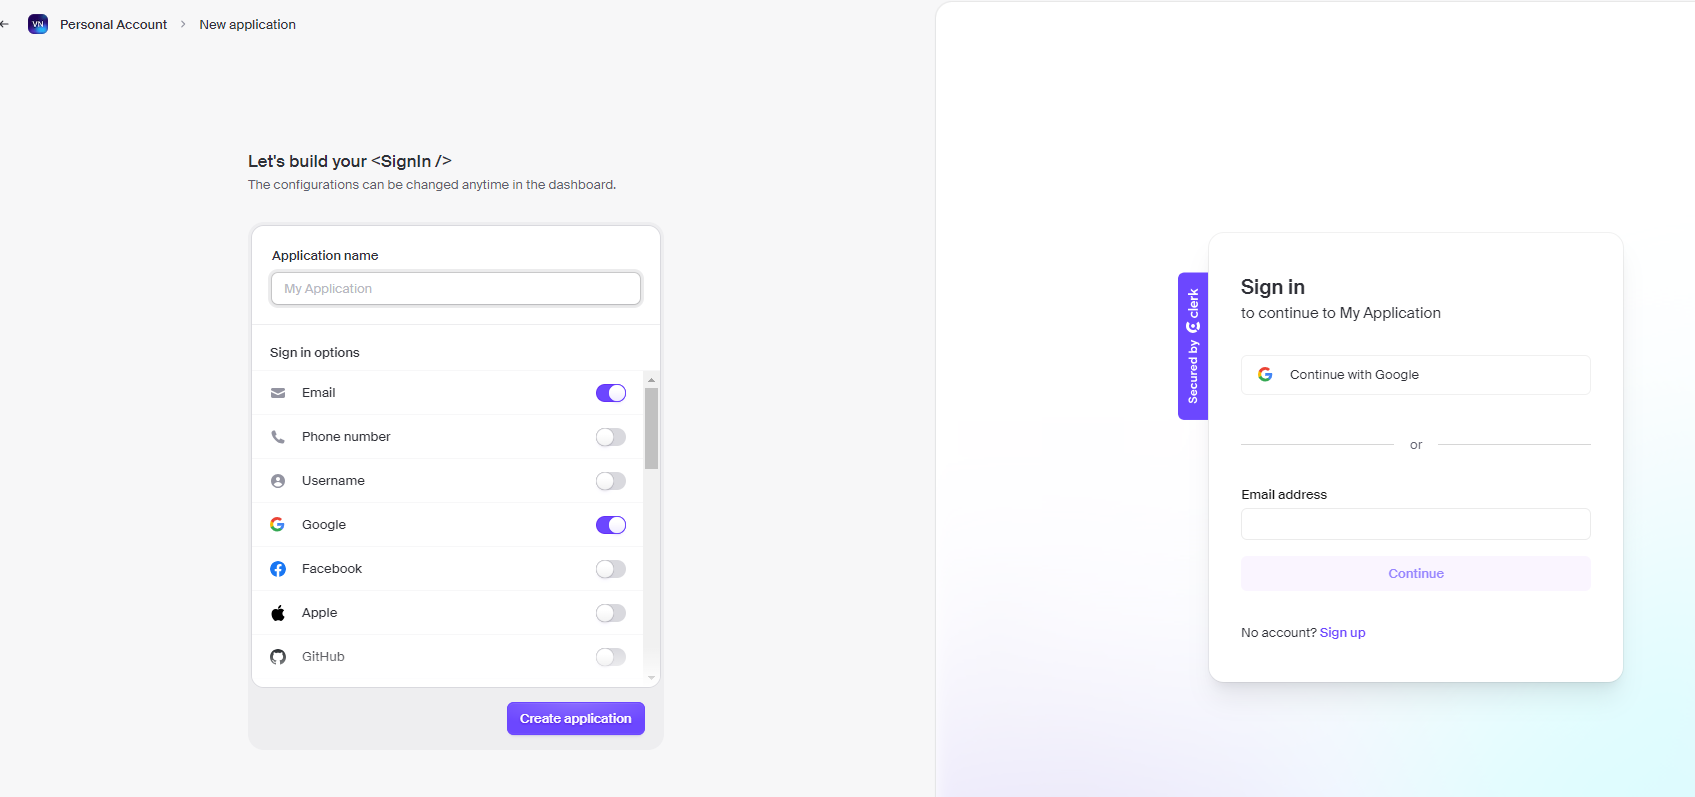 VN Personal Account > New application
Let's build your <SignIn />
The configurations can be changed anytime in the dashboard.
Application name
My Application
Sign in options
Email
Phone number
Username
Google
Facebook
Apple
GitHub
Create application
Secured by clerk
Sign in
to continue to My Application
Continue with Google
or
Email address
Continue
No account? Sign up